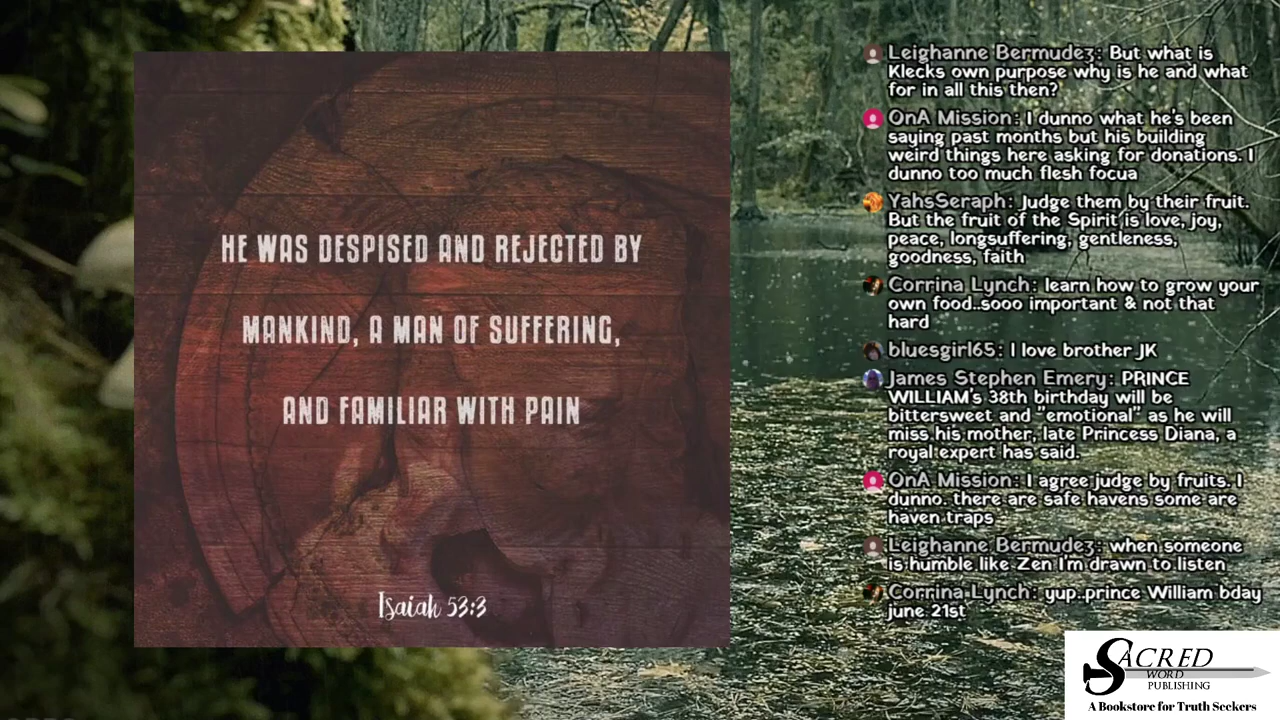 HE WAS DESPISED AND REJECTED BY
MANKIND, A MAN OF SUFFERING,
AND FAMILIAR WITH PAIN
Isaiah 53:3
Leighanne Bermudez: But what is
Klecks own purpose why is he and what
for in all this then?
OnA Mission: I dunno what he's been
saying past months but his building
weird things here asking for donations. I
dunno too much flesh focua
YahsSeraph: Judge them by their fruit.
But the fruit of the Spirit is love, joy,
peace, longsuffering, gentleness,
goodness, faith
Corrina Lynch: learn how to grow your
own food..sooo important & not that
hard
bluesgirl65: I love brother JK
James Stephen Emery: PRINCE
WILLIAM's 38th birthday will be
bittersweet and "emotional" as he will
miss his mother, late Princess Diana, a
royal expert has said.
OnA Mission: I agree judge by fruits. I
dunno. there are safe havens some are
haven traps
Leighanne Bermudez: when someone
is humble like Zen I'm drawn to listen
Corrina Lynch: yup..prince William bday
june 21st
SACRED
WORD
PUBLISHING
A Bookstore for Truth Seekers